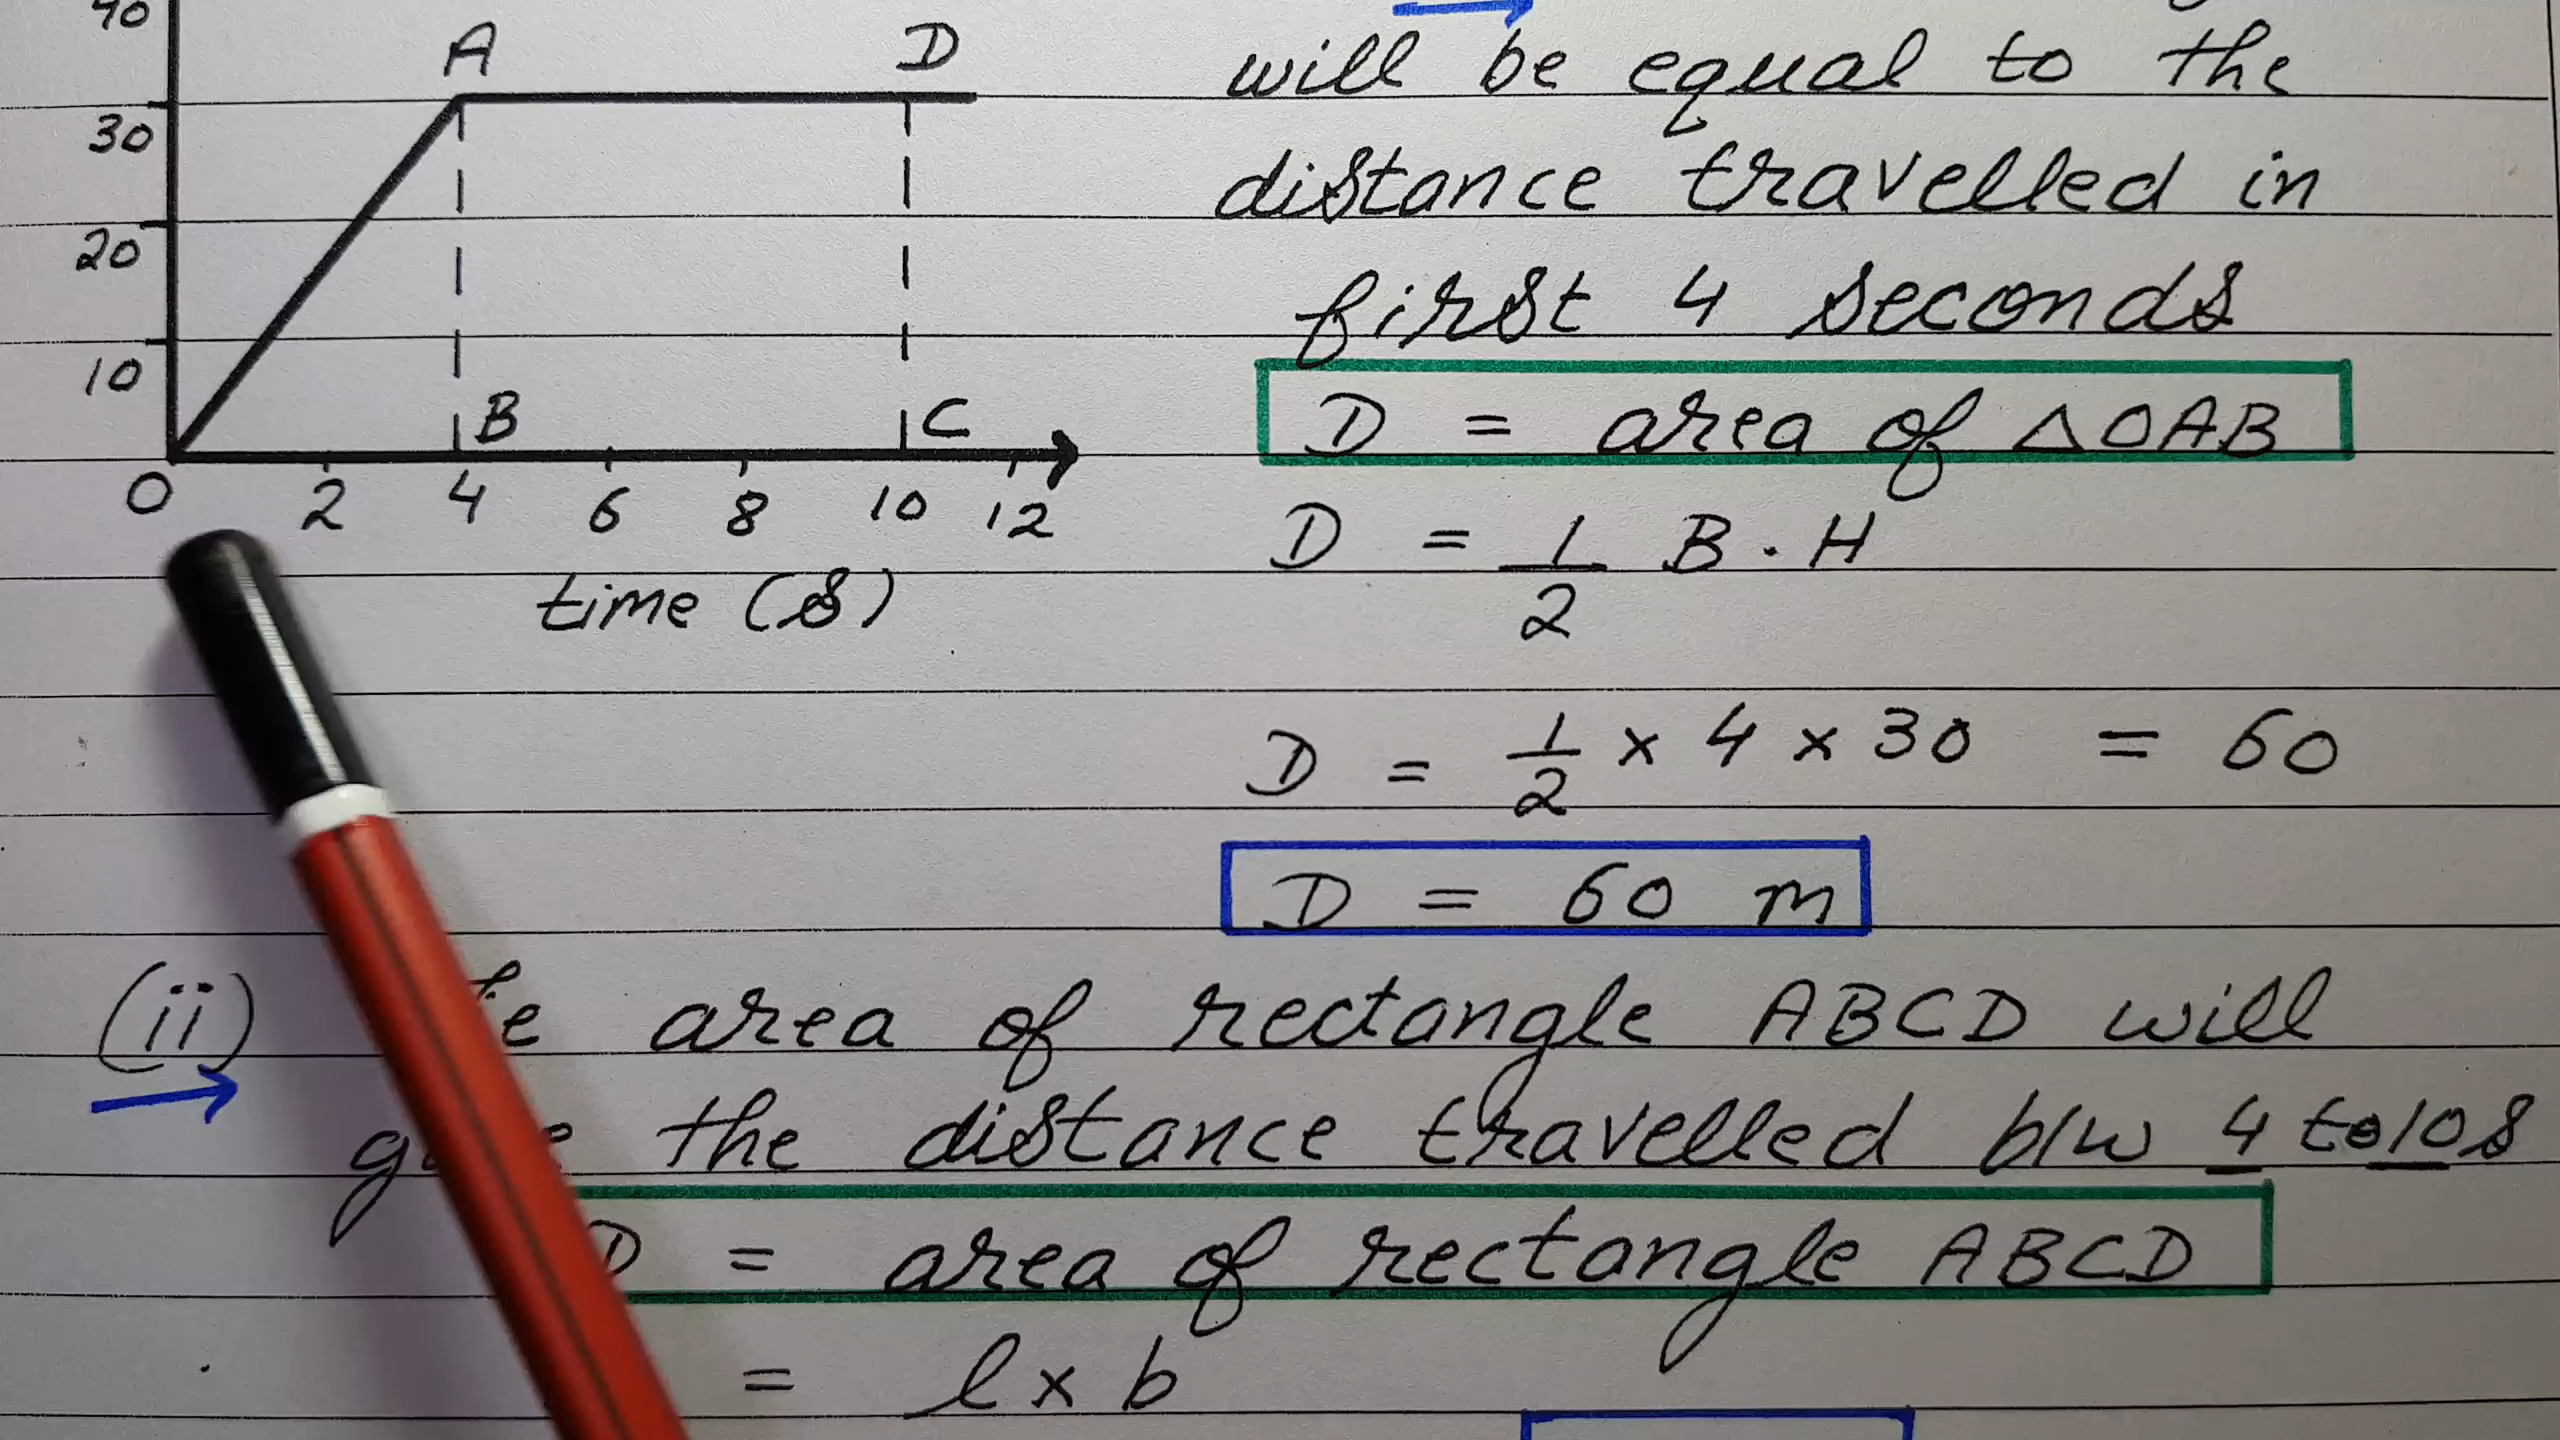 40
A D
30
20
10
B C
0 2 4 6 8 10 12
time (s)
will be equal to the
distance travelled in
first 4 seconds
D = area of △OAB
D = 1/2 B . H
D = 1/2 × 4 × 30 = 60
D = 60 m
(ii) area of rectangle ABCD will
the distance travelled b/w 4 to 10 s
D = area of rectangle ABCD
= l × b